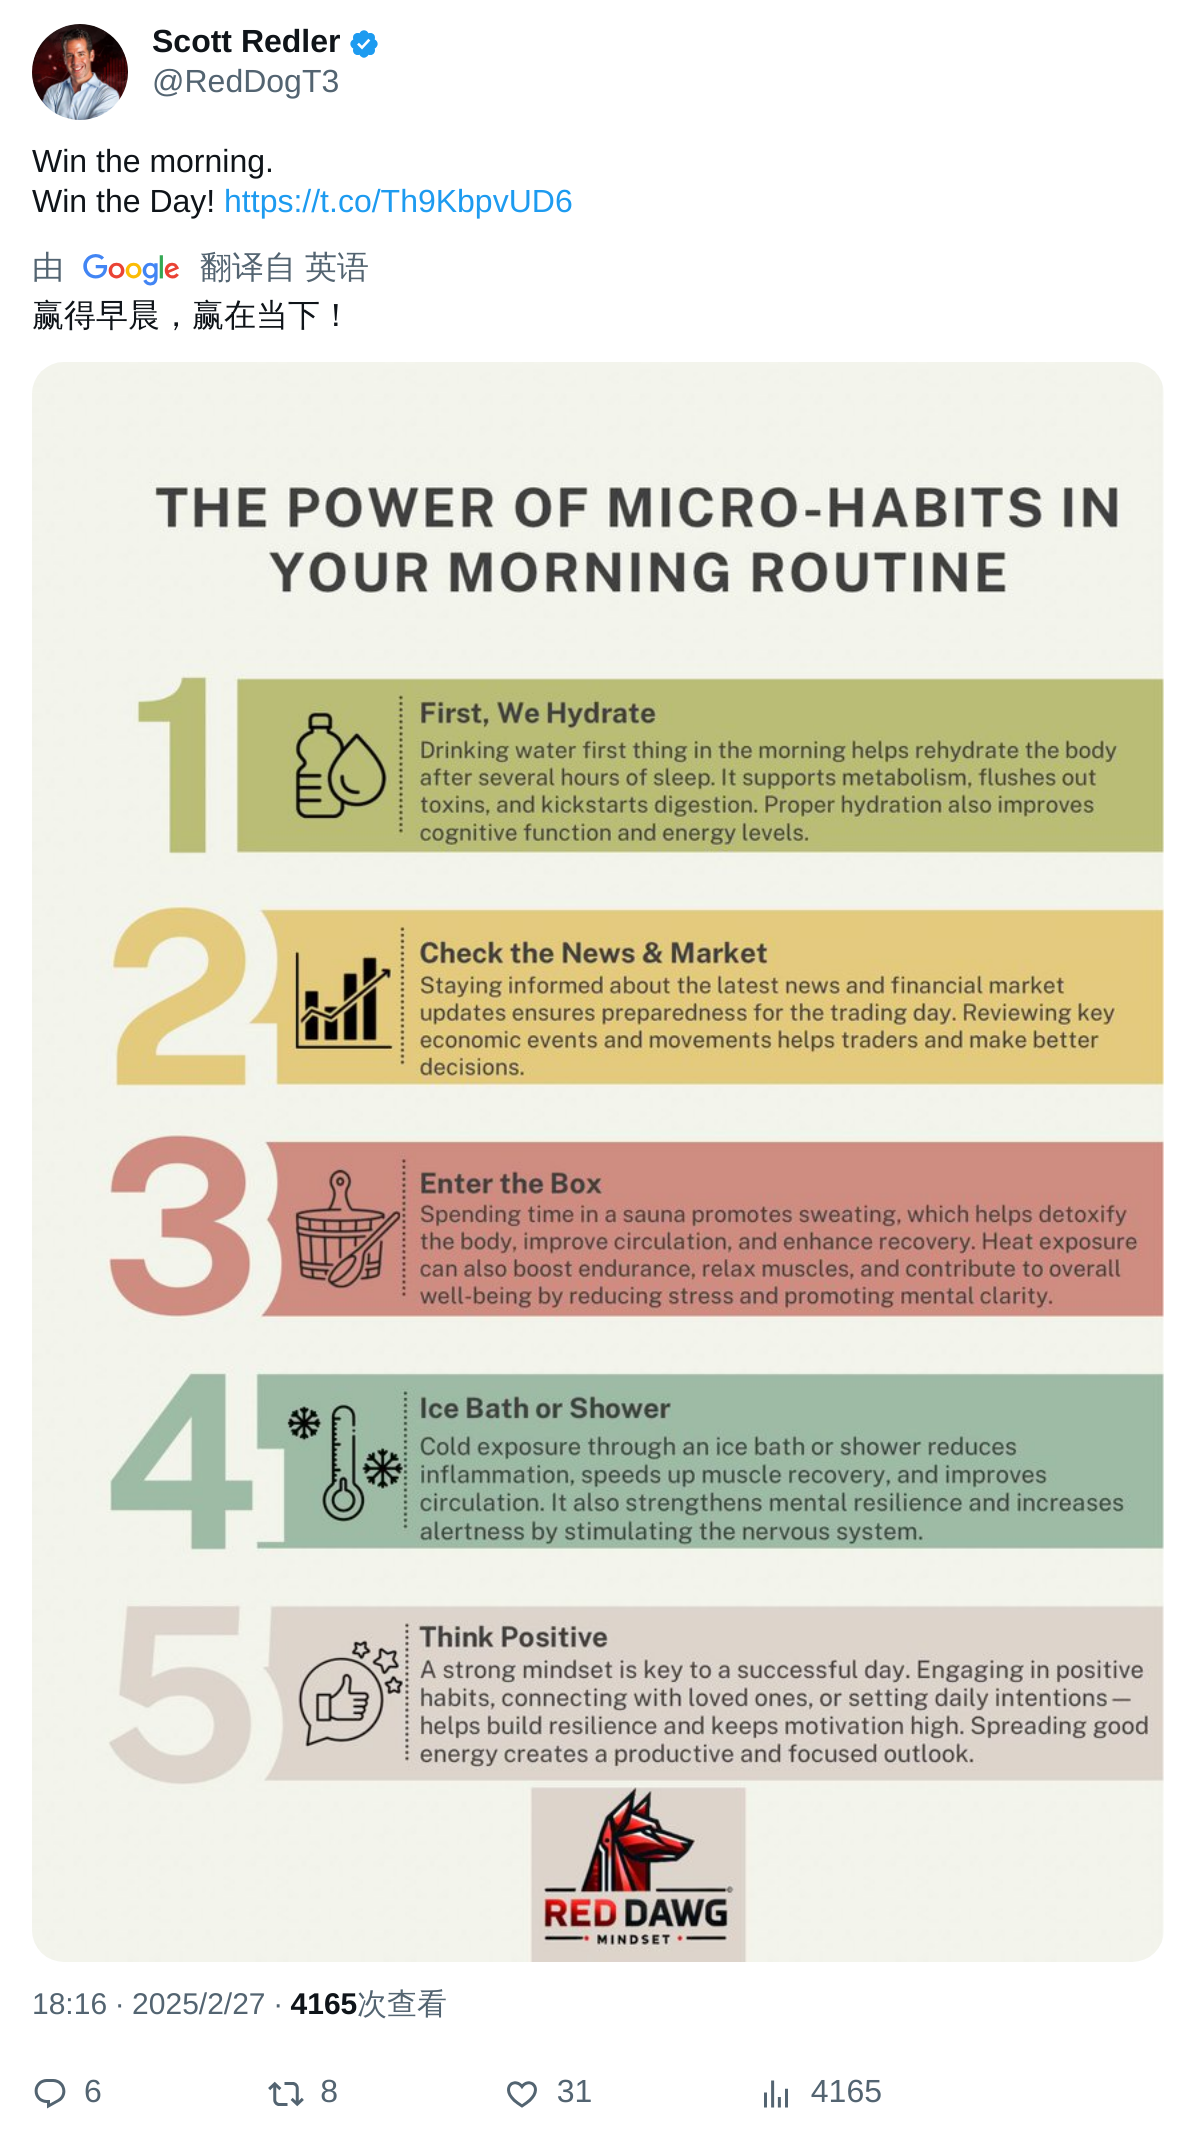 Scott Redler
@RedDogT3
Win the morning.
Win the Day! https://t.co/Th9KbpvUD6
由 Google 翻译自 英语
赢得早晨，赢在当下！
THE POWER OF MICRO-HABITS IN
YOUR MORNING ROUTINE
1
First, We Hydrate
Drinking water first thing in the morning helps rehydrate the body
after several hours of sleep. It supports metabolism, flushes out
toxins, and kickstarts digestion. Proper hydration also improves
cognitive function and energy levels.
2
Check the News & Market
Staying informed about the latest news and financial market
updates ensures preparedness for the trading day. Reviewing key
economic events and movements helps traders and make better
decisions.
3
Enter the Box
Spending time in a sauna promotes sweating, which helps detoxify
the body, improve circulation, and enhance recovery. Heat exposure
can also boost endurance, relax muscles, and contribute to overall
well-being by reducing stress and promoting mental clarity.
4
Ice Bath or Shower
Cold exposure through an ice bath or shower reduces
inflammation, speeds up muscle recovery, and improves
circulation. It also strengthens mental resilience and increases
alertness by stimulating the nervous system.
5
Think Positive
A strong mindset is key to a successful day. Engaging in positive
habits, connecting with loved ones, or setting daily intentions—
helps build resilience and keeps motivation high. Spreading good
energy creates a productive and focused outlook.
RED DAWG
MINDSET
18:16 · 2025/2/27 · 4165次查看
6 8 31 4165